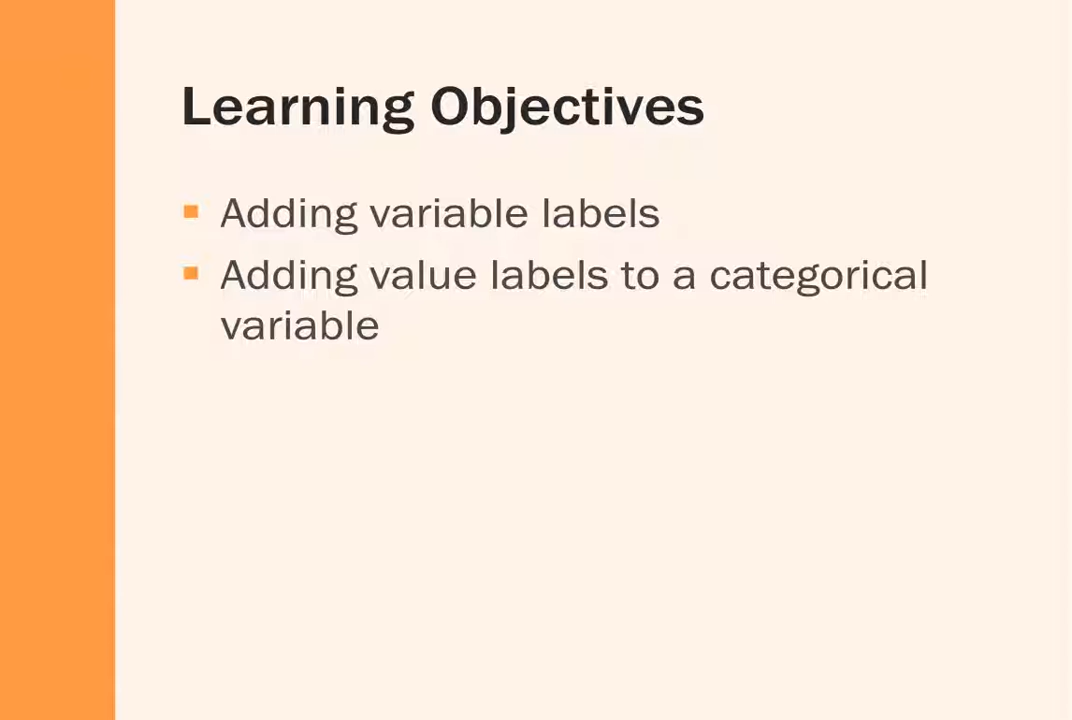 Learning Objectives
Adding variable labels
Adding value labels to a categorical
variable